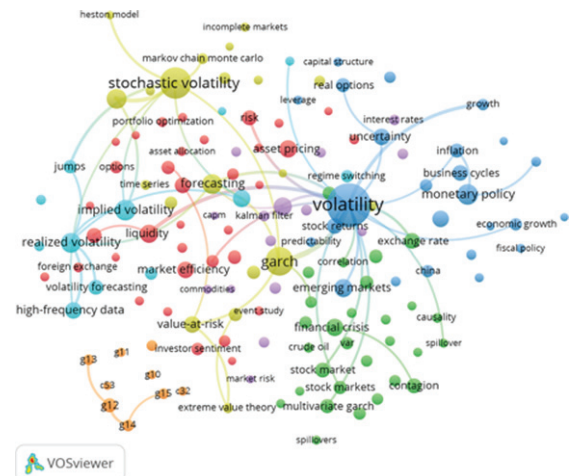 heston model
incomplete markets
markov chain monte carlo
capital structure
stochastic volatility
real options
leverage
growth
portfolio optimization
risk
interest rates
uncertainty
asset allocation
asset pricing
inflation
jumps
options
regime switching
business cycles
time series
forecasting
monetary policy
implied volatility
capm
kalman filter
volatility
stock returns
economic growth
realized volatility
liquidity
predictability
exchange rate
fiscal policy
foreign exchange
market efficiency
garch
correlation
china
volatility forecasting
commodities
emerging markets
high-frequency data
event study
causality
value-at-risk
financial crisis
spillover
g13
g11
investor sentiment
crude oil
var
g10
stock market
c53
g15
c32
market risk
stock markets
contagion
g12
extreme value theory
multivariate garch
g14
spillovers
VOSviewer